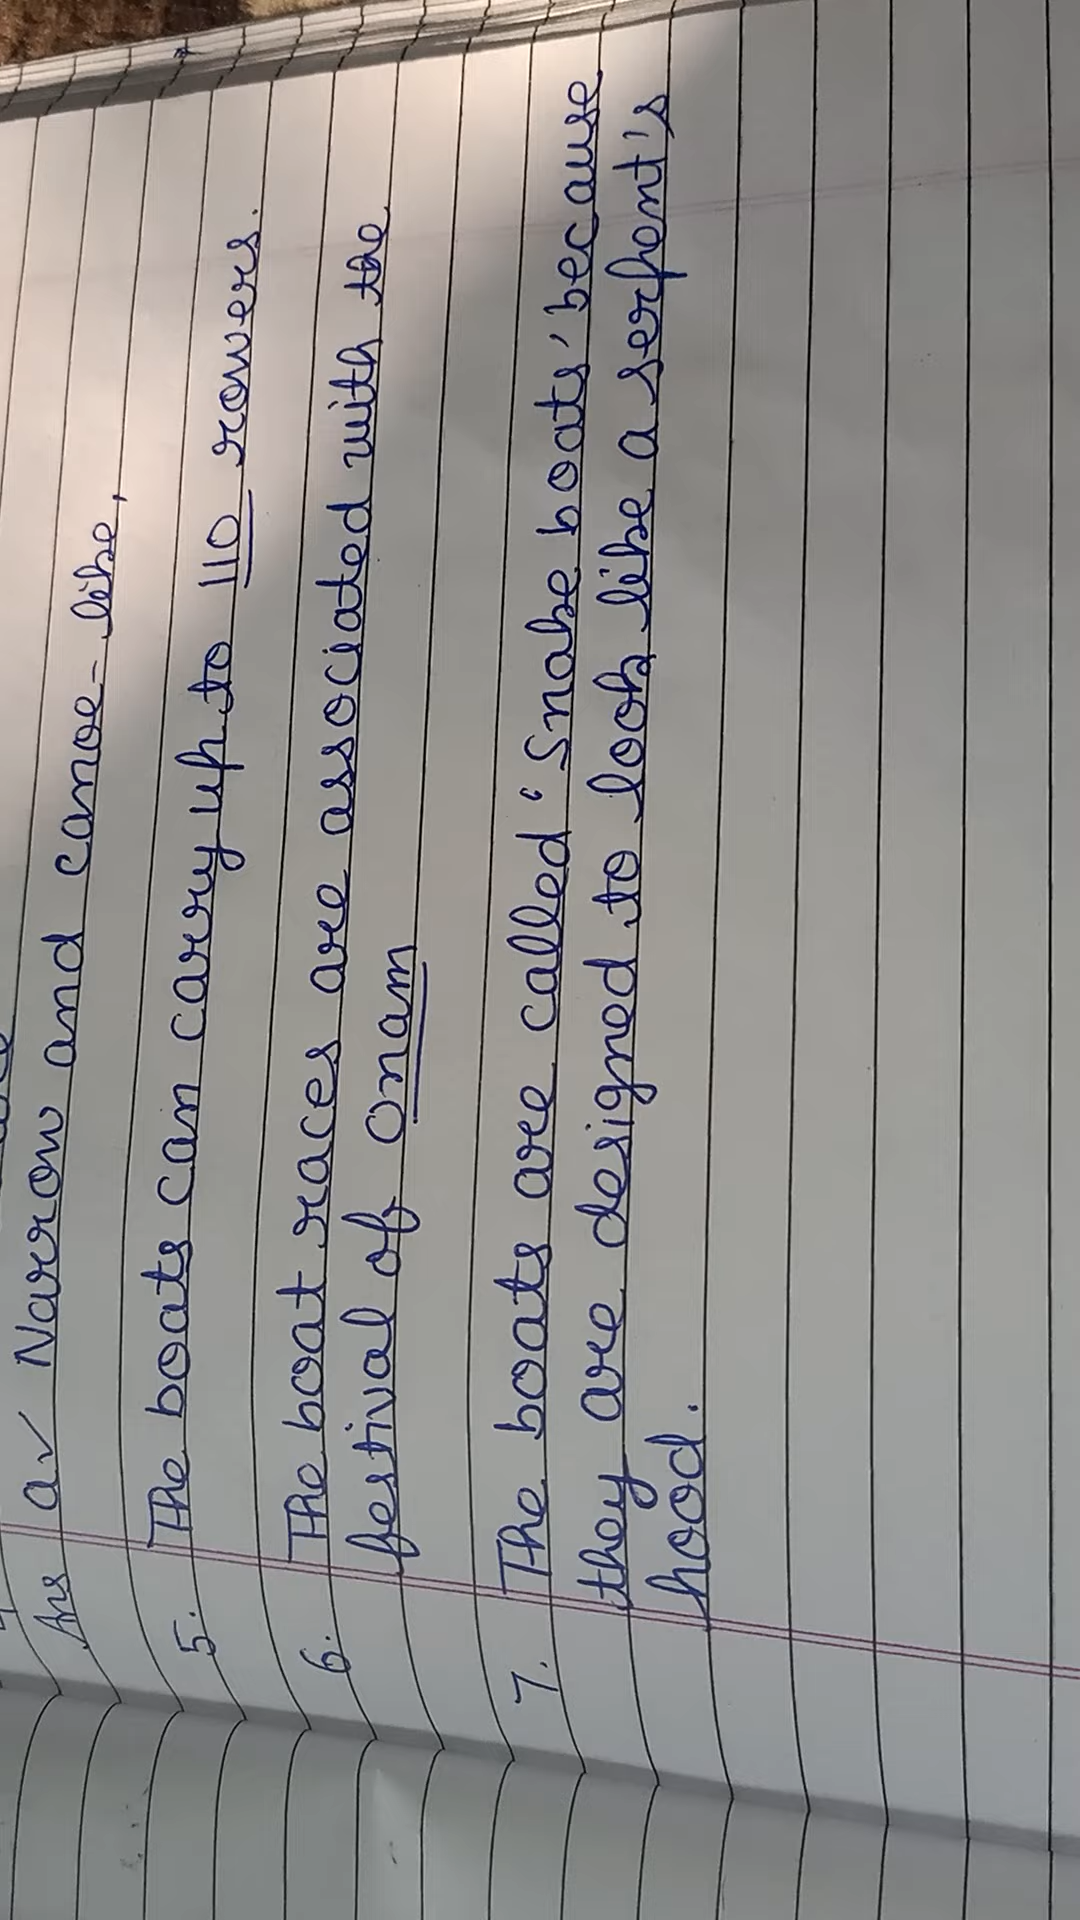 Ans a✓ Narrow and canoe-like,
5. The boats can carry up to 110 rowers.
6. The boat races are associated with the
festival of Onam
7. The boats are called 'Snake boats' because
they are designed to look like a serpent's
hood.